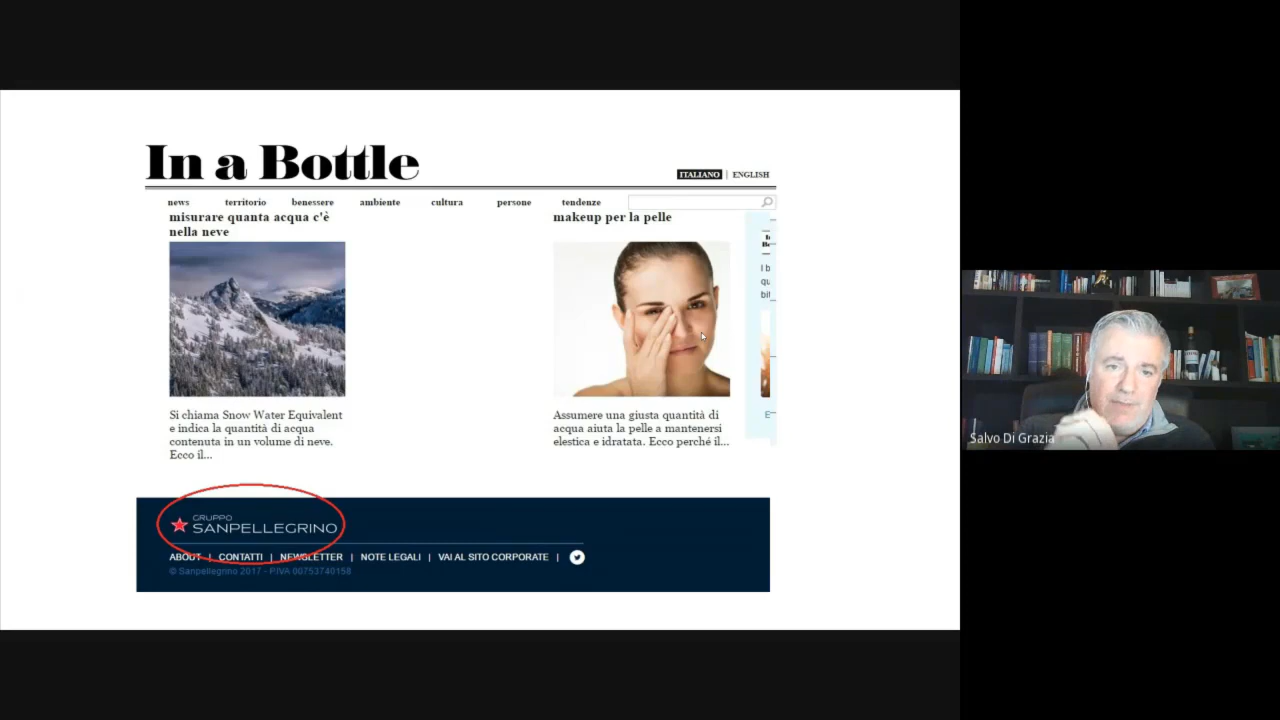 In a Bottle
ITALIANO | ENGLISH
news territorio benessere ambiente cultura persone tendenze
misurare quanta acqua c'è
nella neve
Si chiama Snow Water Equivalent
e indica la quantità di acqua
contenuta in un volume di neve.
Ecco il...
makeup per la pelle
Assumere una giusta quantità di
acqua aiuta la pelle a mantenersi
elastica e idratata. Ecco perché il...
GRUPPO
SANPELLEGRINO
ABOUT | CONTATTI | NEWSLETTER | NOTE LEGALI | VAI AL SITO CORPORATE |
© Sanpellegrino 2017 - P.IVA 00753740158
Salvo Di Grazia